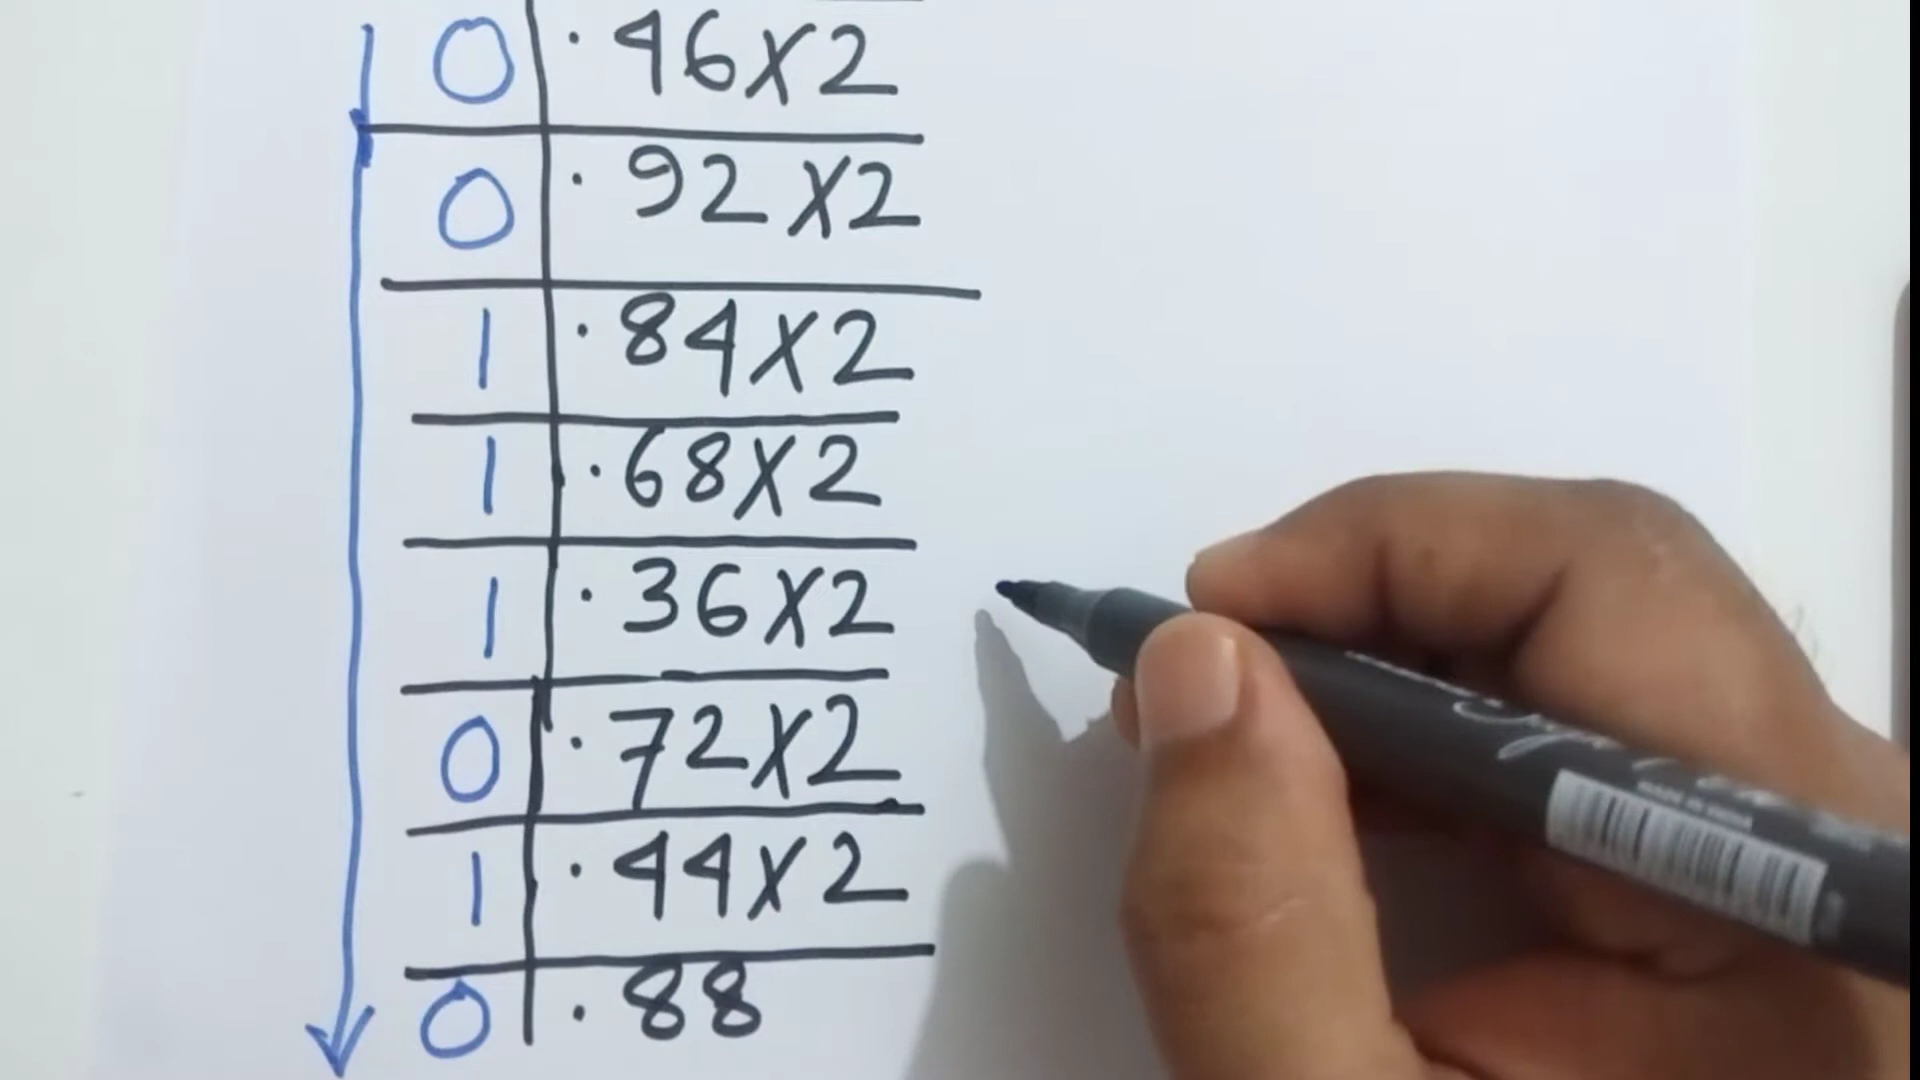 0 .46X2
0 .92X2
1 .84X2
1 .68X2
1 .36X2
0 .72X2
1 .44X2
0 .88